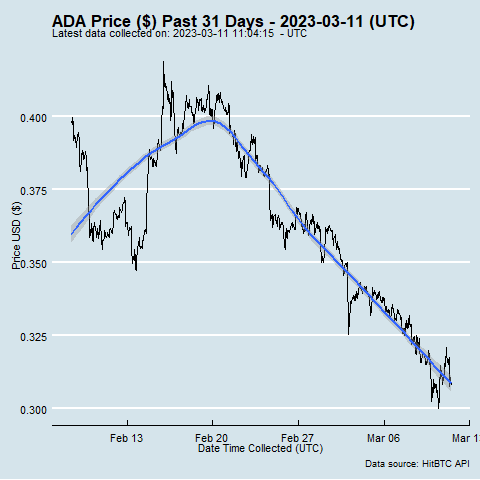 ADA Price ($) Past 31 Days - 2023-03-11 (UTC)
Latest data collected on: 2023-03-11 11:04:15 - UTC
0.400
0.375
0.350
0.325
0.300
Price USD ($)
Feb 13
Feb 20
Feb 27
Mar 06
Mar 1
Date Time Collected (UTC)
Data source: HitBTC API